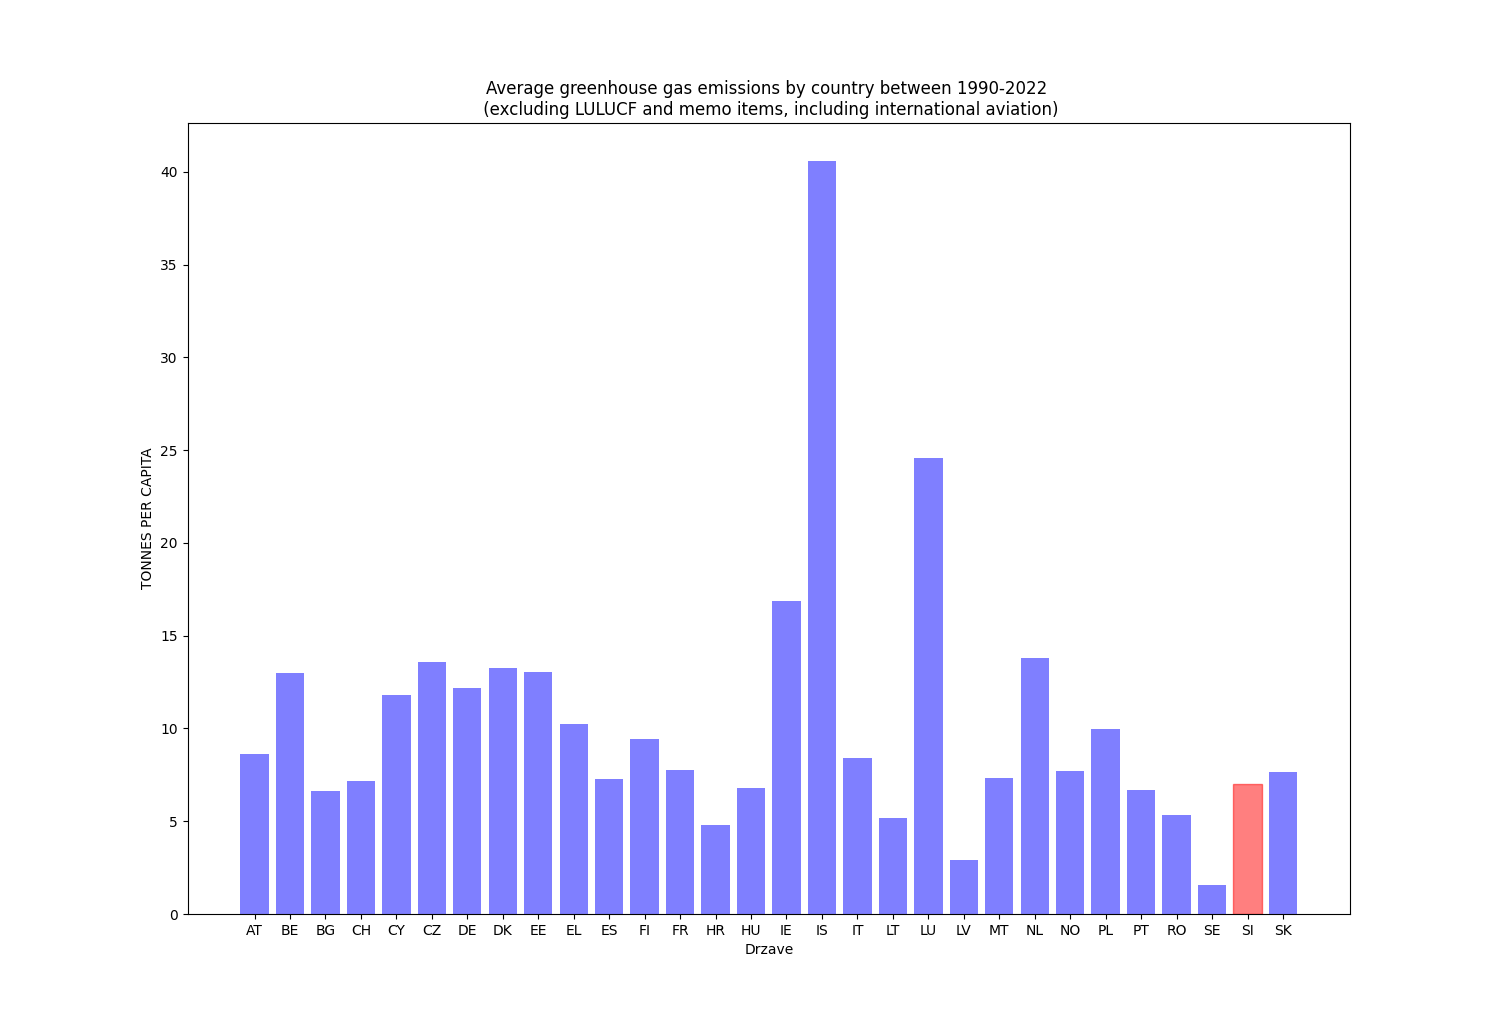 Average greenhouse gas emissions by country between 1990-2022
(excluding LULUCF and memo items, including international aviation)
TONNES PER CAPITA
40
35
30
25
20
15
10
5
0
AT BE BG CH CY CZ DE DK EE EL ES FI FR HR HU IE IS IT LT LU LV MT NL NO PL PT RO SE SI SK
Drzave